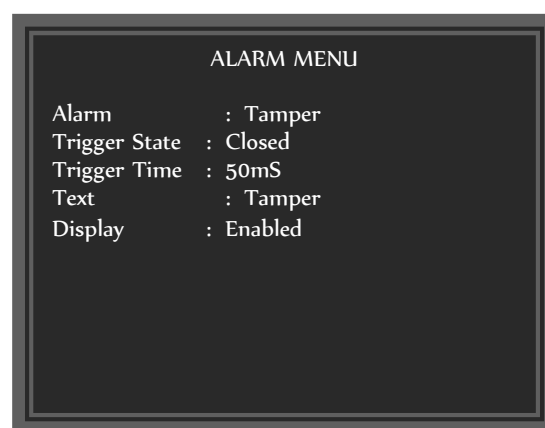 ALARM MENU
Alarm : Tamper
Trigger State : Closed
Trigger Time : 50mS
Text : Tamper
Display : Enabled